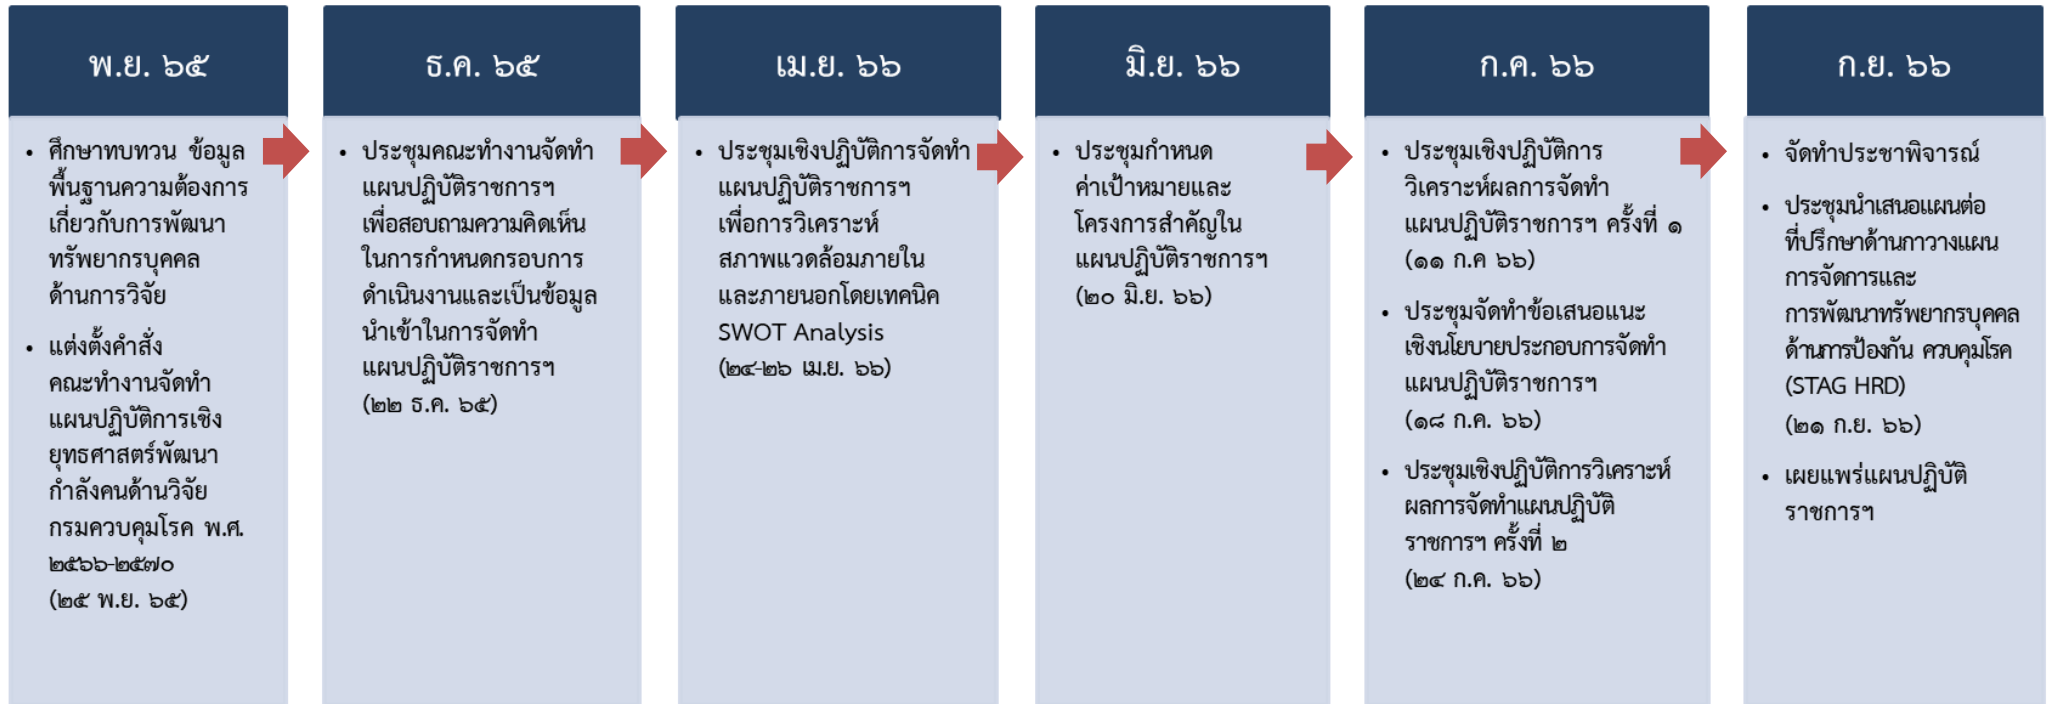 พ.ย. ๖๕
• ศึกษาทบทวน ข้อมูล
พื้นฐานความต้องการ
เกี่ยวกับการพัฒนา
ทรัพยากรบุคคล
ด้านการวิจัย
• แต่งตั้งคำสั่ง
คณะทำงานจัดทำ
แผนปฏิบัติการเชิง
ยุทธศาสตร์พัฒนา
กำลังคนด้านวิจัย
กรมควบคุมโรค พ.ศ.
๒๕๖๖-๒๕๗๐
(๒๕ พ.ย. ๖๕)
ธ.ค. ๖๕
• ประชุมคณะทำงานจัดทำ
แผนปฏิบัติราชการฯ
เพื่อสอบถามความคิดเห็น
ในการกำหนดกรอบการ
ดำเนินงานและเป็นข้อมูล
นำเข้าในการจัดทำ
แผนปฏิบัติราชการฯ
(๒๒ ธ.ค. ๖๕)
เม.ย. ๖๖
• ประชุมเชิงปฏิบัติการจัดทำ
แผนปฏิบัติราชการฯ
เพื่อการวิเคราะห์
สภาพแวดล้อมภายใน
และภายนอกโดยเทคนิค
SWOT Analysis
(๒๔-๒๖ เม.ย. ๖๖)
มิ.ย. ๖๖
• ประชุมกำหนด
ค่าเป้าหมายและ
โครงการสำคัญใน
แผนปฏิบัติราชการฯ
(๒๐ มิ.ย. ๖๖)
ก.ค. ๖๖
• ประชุมเชิงปฏิบัติการ
วิเคราะห์ผลการจัดทำ
แผนปฏิบัติราชการฯ ครั้งที่ ๑
(๑๑ ก.ค ๖๖)
• ประชุมจัดทำข้อเสนอแนะ
เชิงนโยบายประกอบการจัดทำ
แผนปฏิบัติราชการฯ
(๑๘ ก.ค. ๖๖)
• ประชุมเชิงปฏิบัติการวิเคราะห์
ผลการจัดทำแผนปฏิบัติ
ราชการฯ ครั้งที่ ๒
(๒๔ ก.ค. ๖๖)
ก.ย. ๖๖
• จัดทำประชาพิจารณ์
• ประชุมนำเสนอแผนต่อ
ที่ปรึกษาด้านกาวางแผน
การจัดการและ
การพัฒนาทรัพยากรบุคคล
ด้านการป้องกัน ควบคุมโรค
(STAG HRD)
(๒๑ ก.ย. ๖๖)
• เผยแพร่แผนปฏิบัติ
ราชการฯ